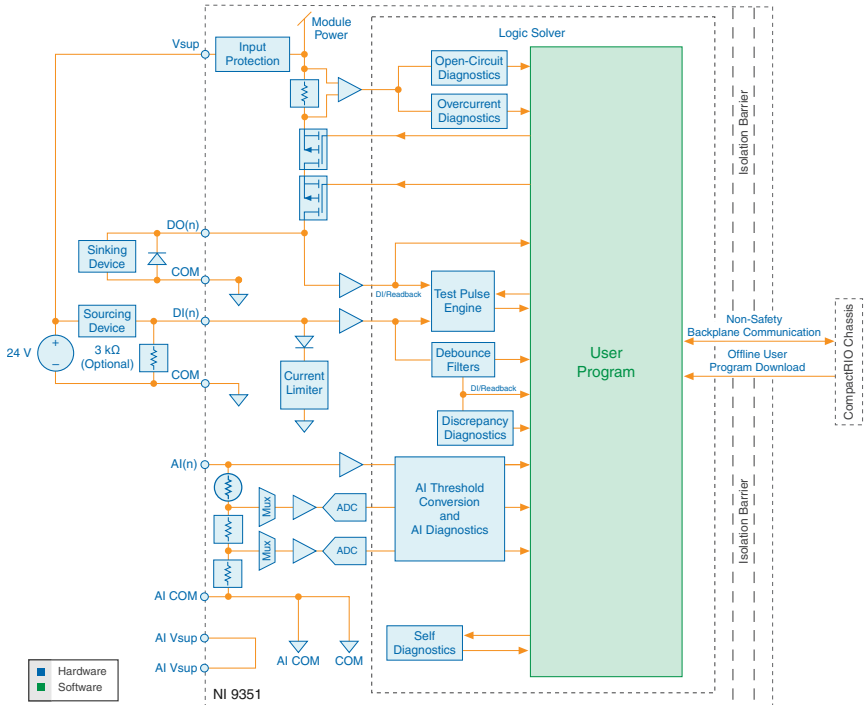 Module
Power
Logic Solver
Vsup
Input
Protection
Open-Circuit
Diagnostics
Overcurrent
Diagnostics
Isolation Barrier
DO(n)
Sinking
Device
COM
DI/Readback
Test Pulse
Engine
Sourcing
Device
DI(n)
24 V
+
−
3 kΩ
(Optional)
COM
Current
Limiter
Debounce
Filters
DI/Readback
Discrepancy
Diagnostics
User
Program
Non-Safety
Backplane Communication
Offline User
Program Download
CompactRIO Chassis
AI(n)
Mux
ADC
Mux
ADC
AI Threshold
Conversion
and
AI Diagnostics
Isolation Barrier
AI COM
AI Vsup
AI Vsup
AI COM
COM
Self
Diagnostics
Hardware
Software
NI 9351